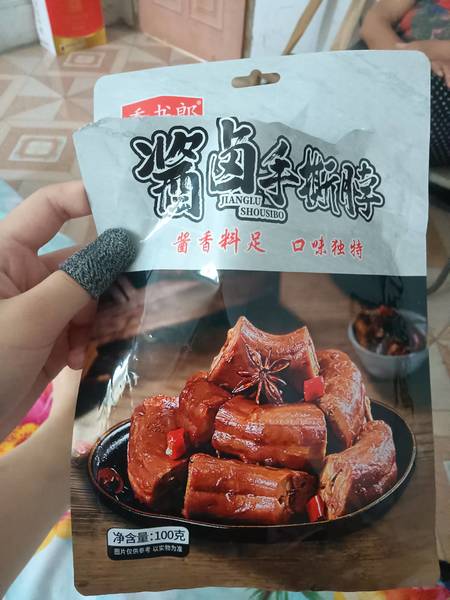 郎®
酱卤手撕脖
JIANGLU
SHOUSIBO
酱香料足 口味独特
净含量:100克
图片仅供参考 以实物为准